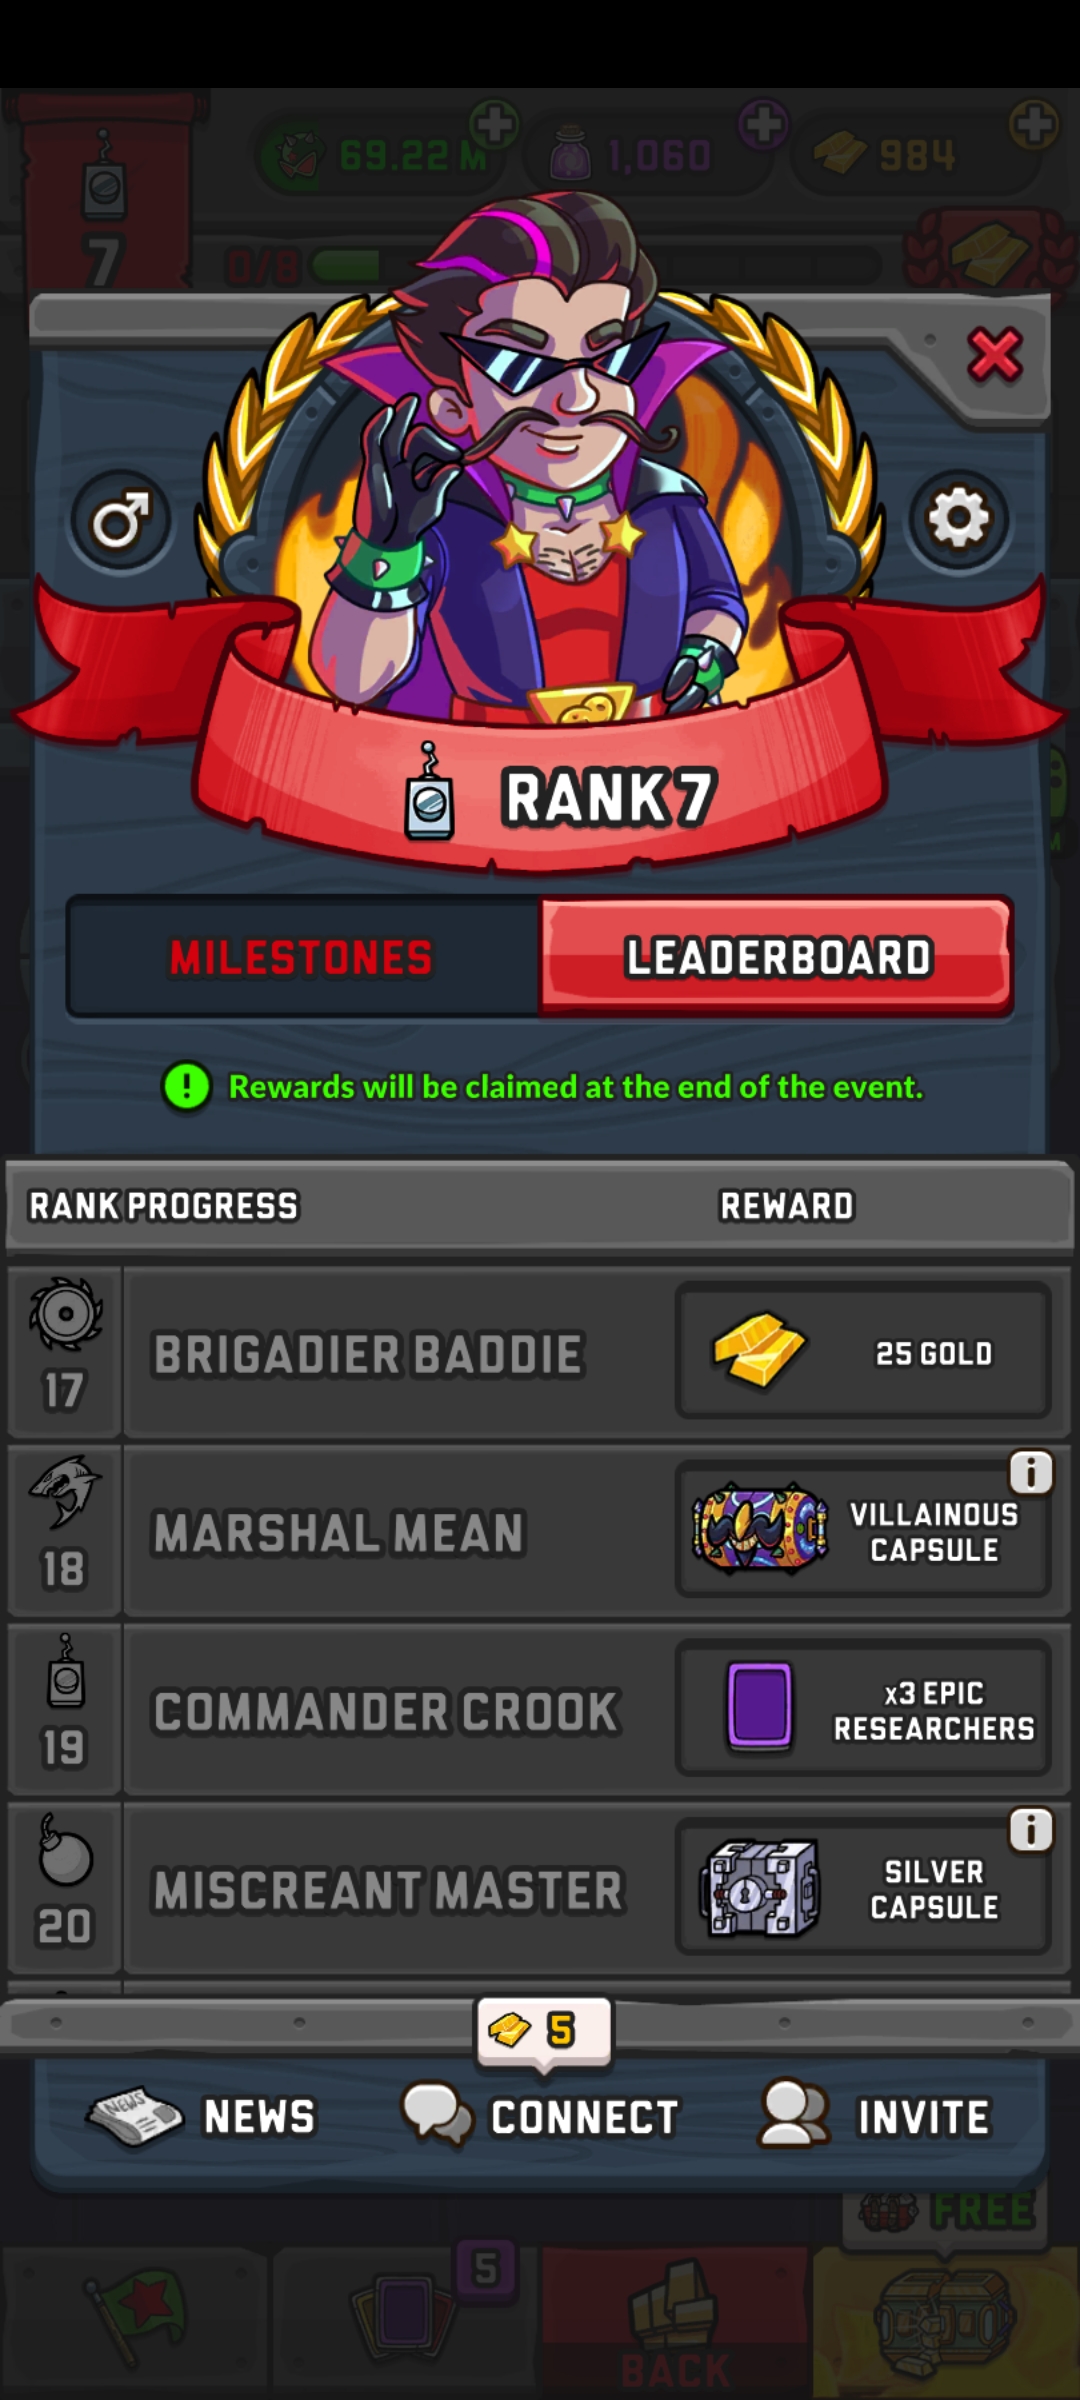 69.22 M
1,060
984
7
0/8
RANK 7
MILESTONES
LEADERBOARD
! Rewards will be claimed at the end of the event.
RANK PROGRESS
REWARD
17
BRIGADIER BADDIE
25 GOLD
18
MARSHAL MEAN
i
VILLAINOUS
CAPSULE
19
COMMANDER CROOK
x3 EPIC
RESEARCHERS
20
MISCREANT MASTER
i
SILVER
CAPSULE
5
NEWS
NEWS
CONNECT
INVITE
FREE
5
BACK